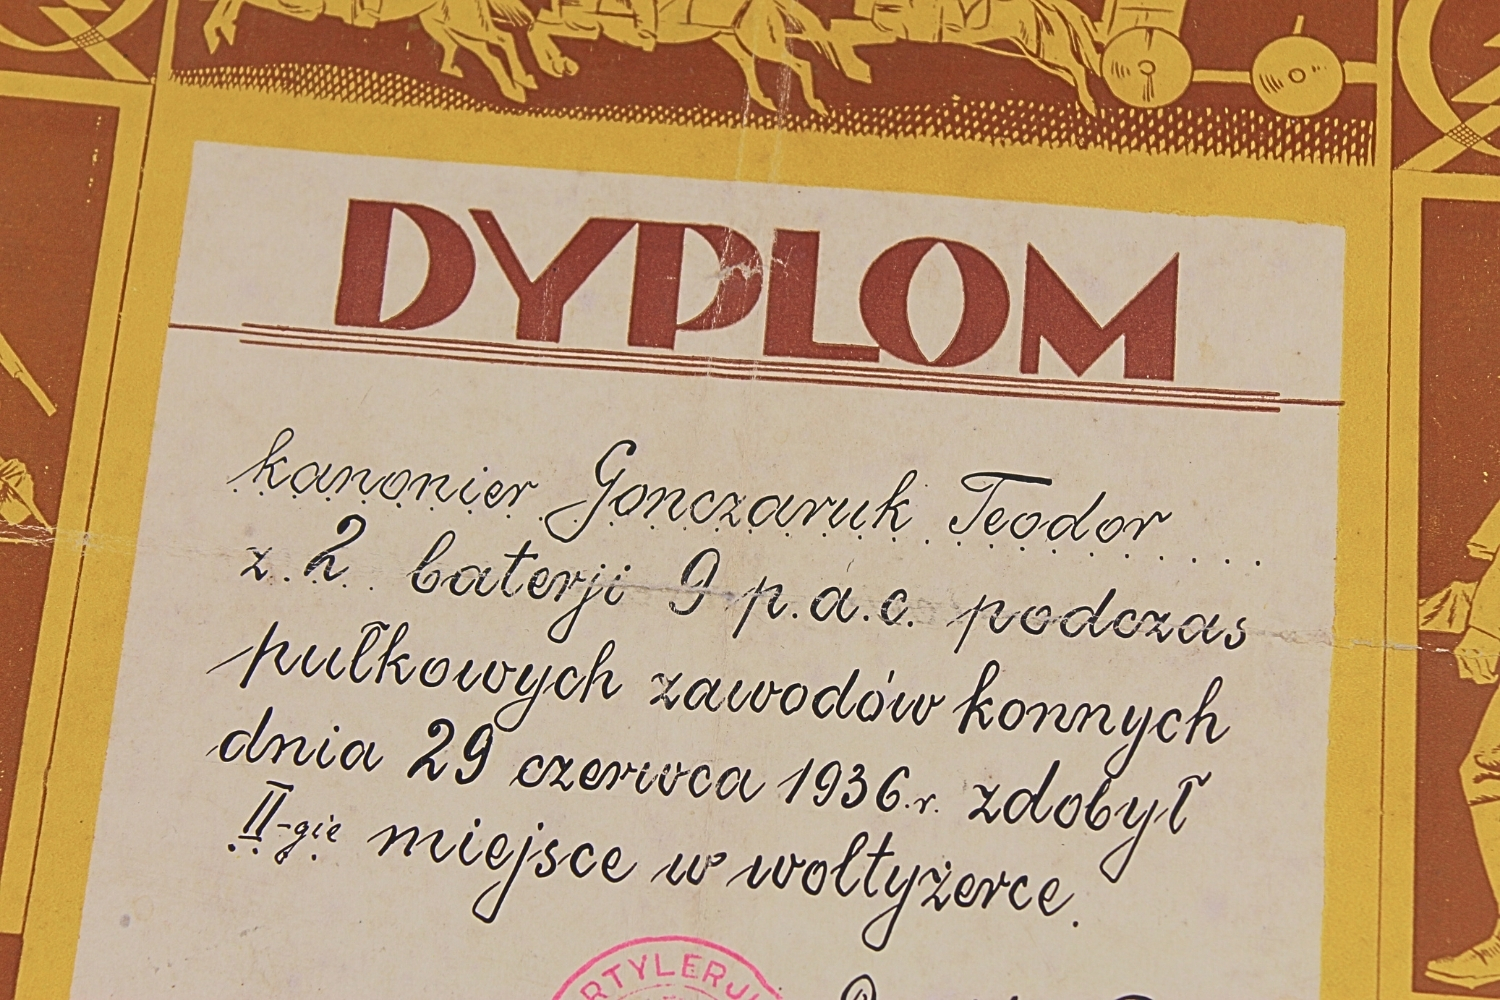 DYPLOM
kanonier Gonczaruk Teodor
z 2 baterji 9 p.a.c. podczas
pułkowych zawodów konnych
dnia 29 czerwca 1936 r. zdobył
II-gie miejsce w woltyżerce.